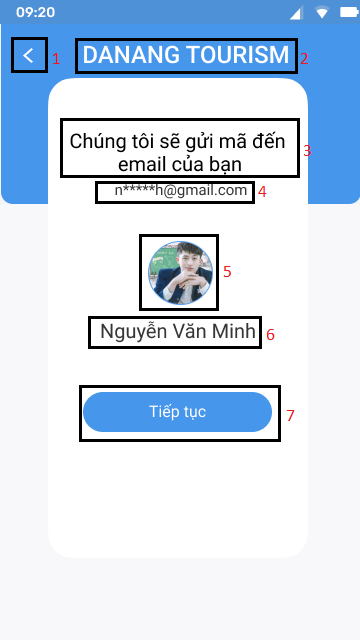 09:20
1
DANANG TOURISM 2
Chúng tôi sẽ gửi mã đến 3
email của bạn
n*****h@gmail.com 4
5
Nguyễn Văn Minh 6
Tiếp tục 7